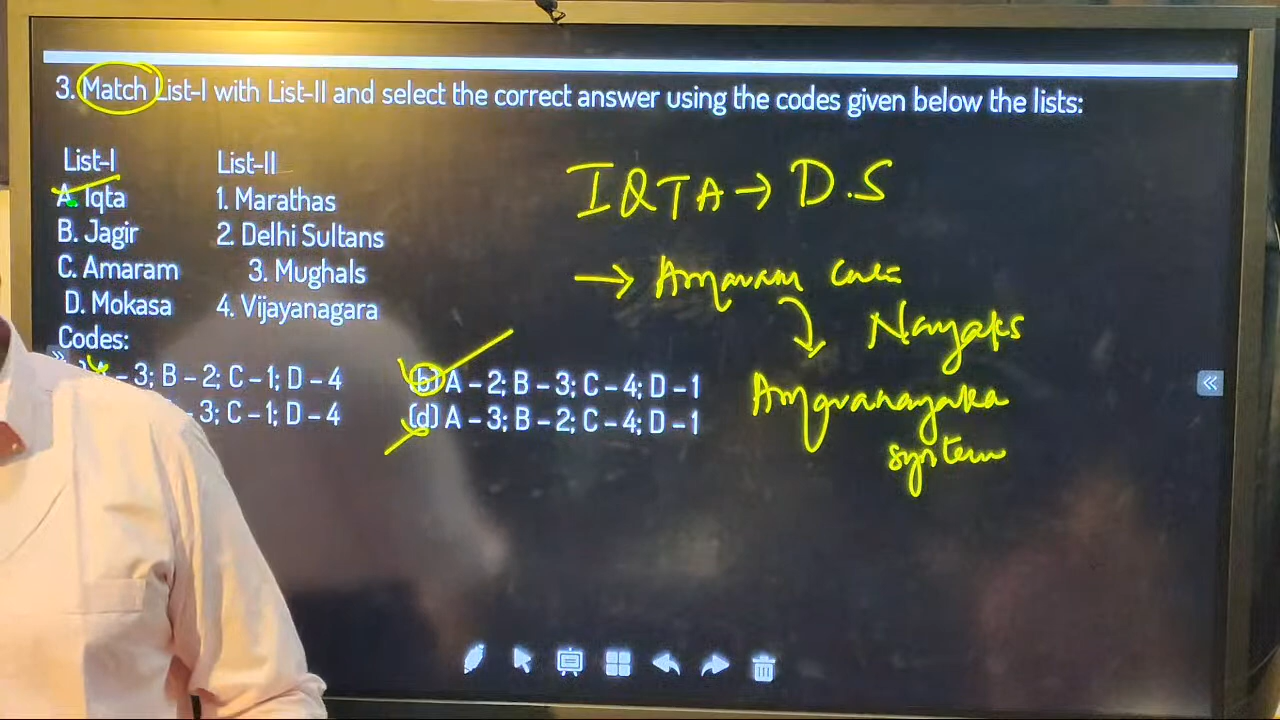 3. Match List-I with List-II and select the correct answer using the codes given below the lists:
List-I List-II
A. Iqta 1. Marathas
B. Jagir 2. Delhi Sultans
C. Amaram 3. Mughals
D. Mokasa 4. Vijayanagara
Codes:
– 3; B – 2; C – 1; D – 4 (b) A – 2; B – 3; C – 4; D – 1
3; C – 1; D – 4 (d) A – 3; B – 2; C – 4; D – 1
IQTA → D.S
→ Amaram
Nayaks
Amaranayaka
system